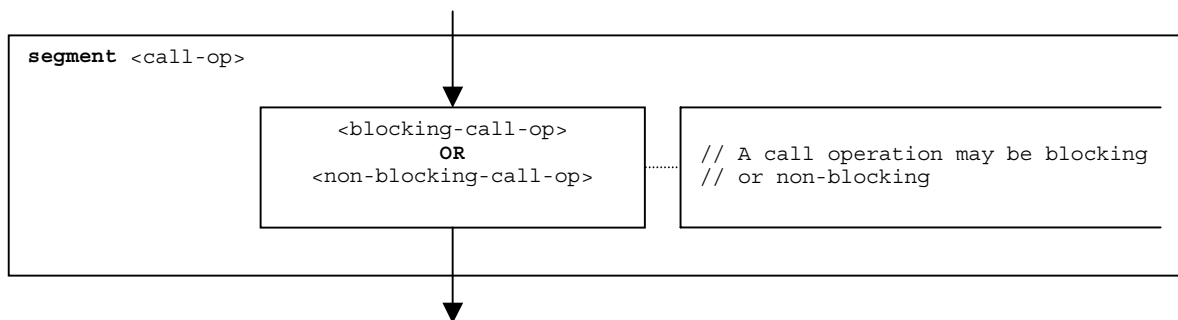 segment <call-op>
<blocking-call-op>
OR
<non-blocking-call-op>
// A call operation may be blocking
// or non-blocking